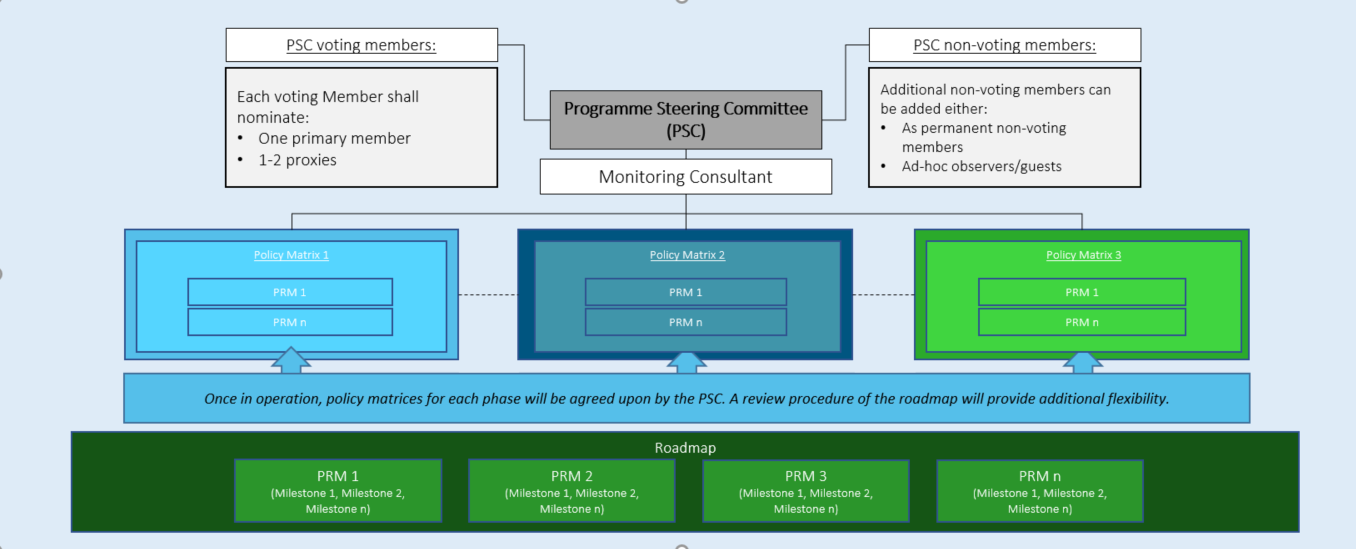 PSC voting members:
Each voting Member shall
nominate:
• One primary member
• 1-2 proxies
Programme Steering Committee
(PSC)
PSC non-voting members:
Additional non-voting members can
be added either:
• As permanent non-voting
members
• Ad-hoc observers/guests
Monitoring Consultant
Policy Matrix 1
PRM 1
PRM n
Policy Matrix 2
PRM 1
PRM n
Policy Matrix 3
PRM 1
PRM n
Once in operation, policy matrices for each phase will be agreed upon by the PSC. A review procedure of the roadmap will provide additional flexibility.
Roadmap
PRM 1
(Milestone 1, Milestone 2,
Milestone n)
PRM 2
(Milestone 1, Milestone 2,
Milestone n)
PRM 3
(Milestone 1, Milestone 2,
Milestone n)
PRM n
(Milestone 1, Milestone 2,
Milestone n)